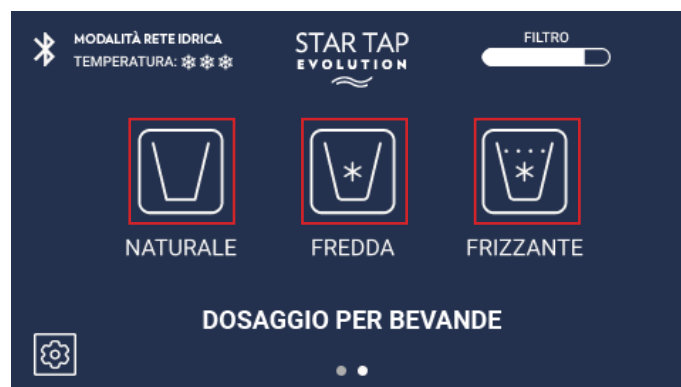 MODALITÀ RETE IDRICA
TEMPERATURA:
STAR TAP
EVOLUTION
FILTRO
NATURALE
FREDDA
FRIZZANTE
DOSAGGIO PER BEVANDE